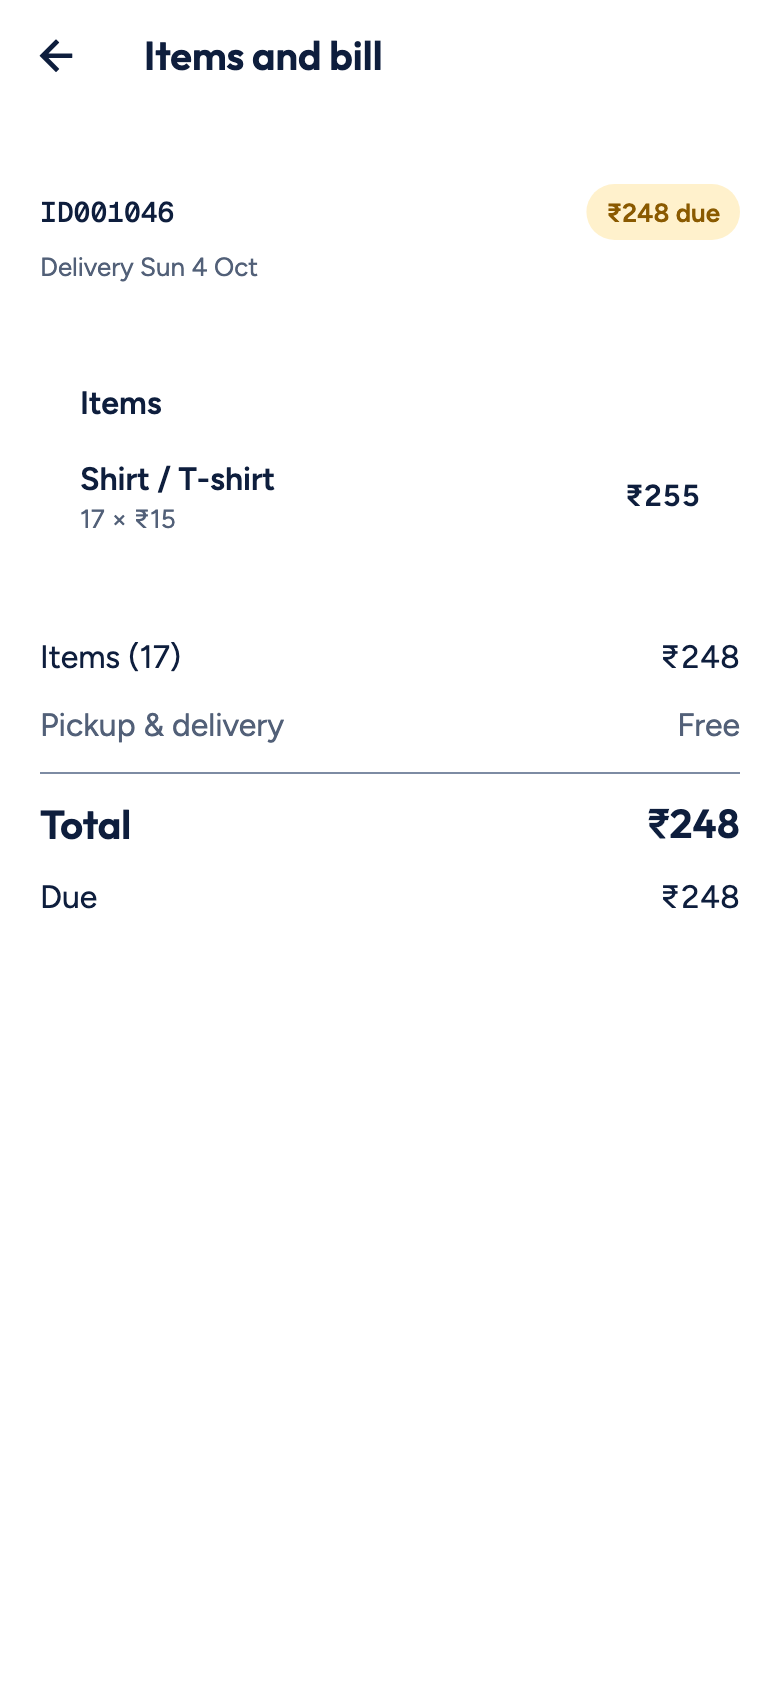 Items and bill
ID001046
₹248 due
Delivery Sun 4 Oct
Items
Shirt / T-shirt
17 × ₹15
₹255
Items (17)
₹248
Pickup & delivery
Free
Total
₹248
Due
₹248